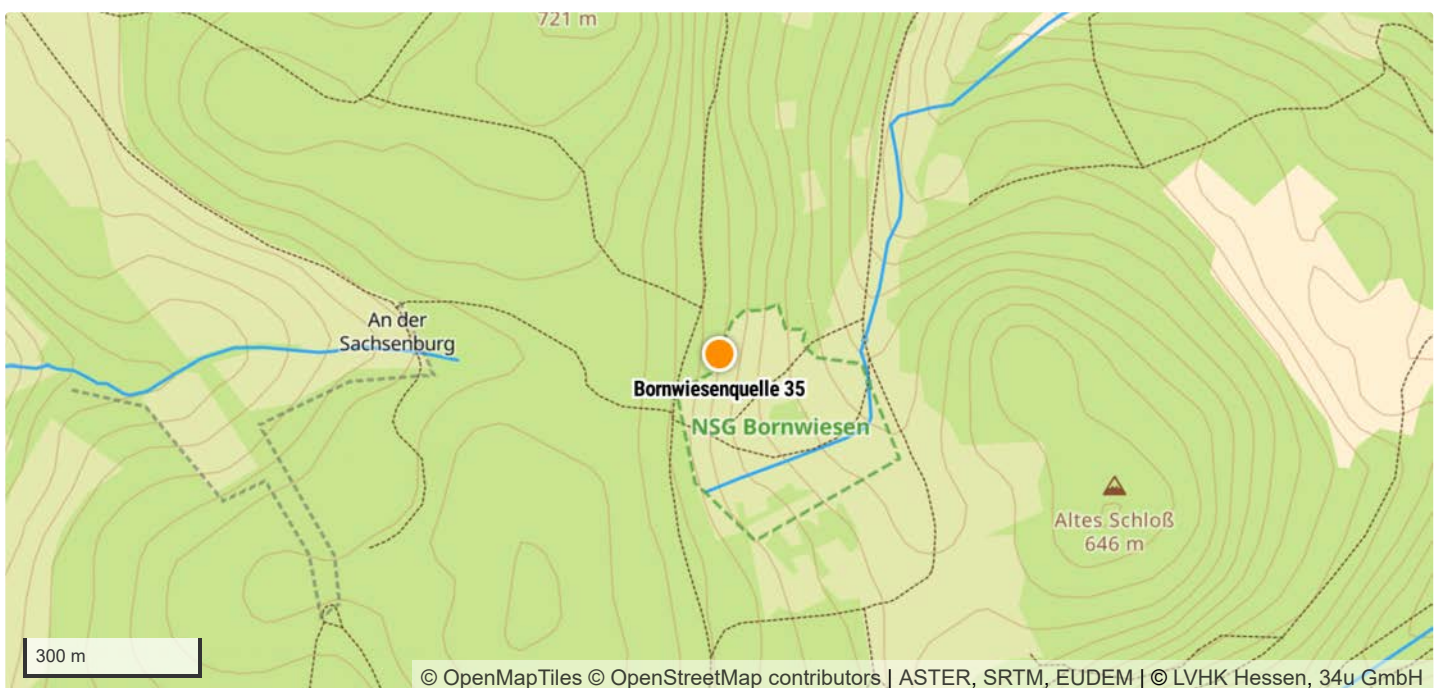 721 m
An der
Sachsenburg
Bornwiesenquelle 35
NSG Bornwiesen
Altes Schloß
646 m
300 m
© OpenMapTiles © OpenStreetMap contributors | ASTER, SRTM, EUDEM | © LVHK Hessen, 34u GmbH